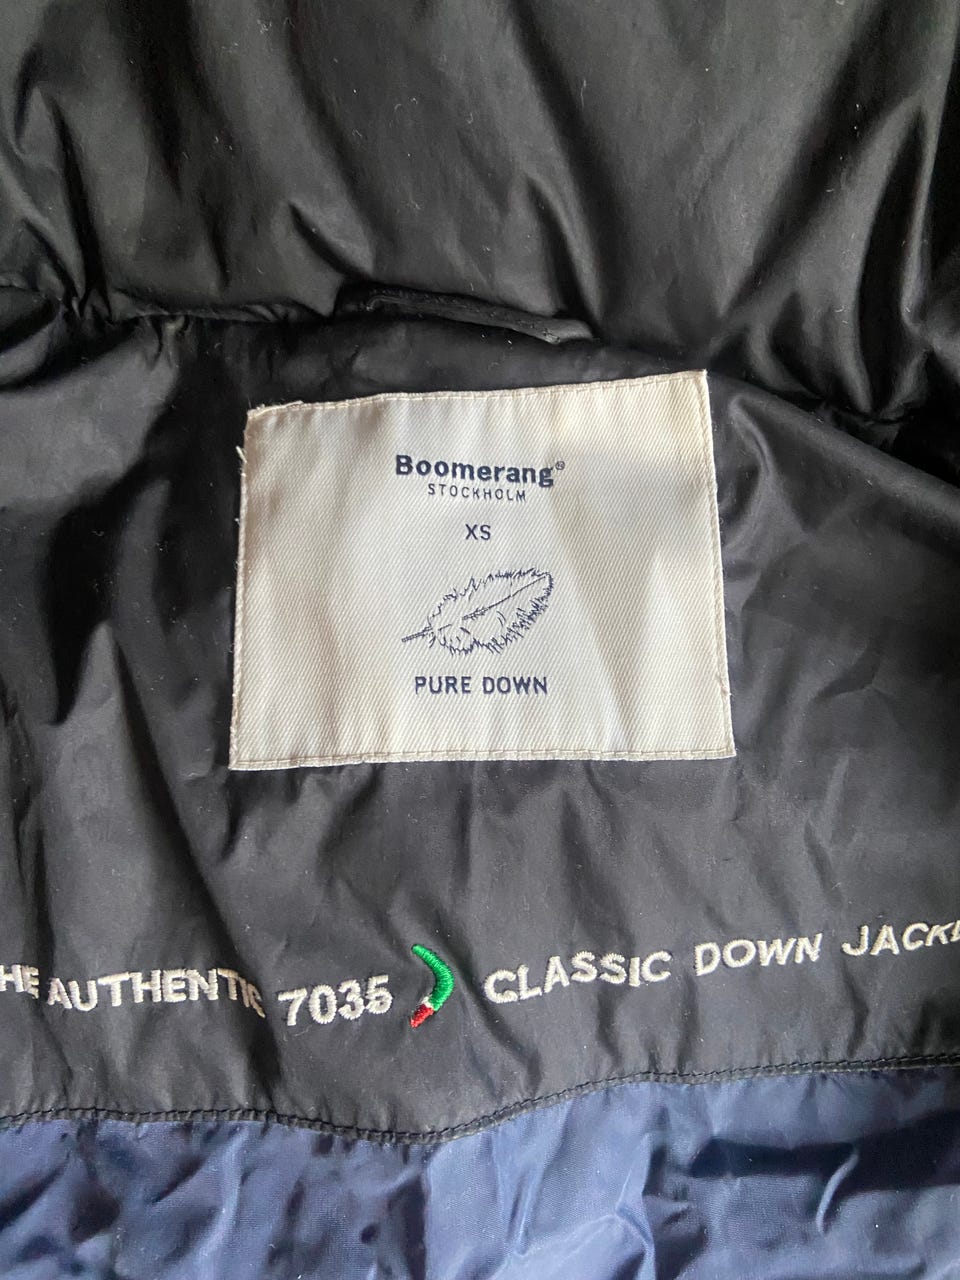 Boomerang®
STOCKHOLM
XS
PURE DOWN
AUTHENTIC 7035 CLASSIC DOWN